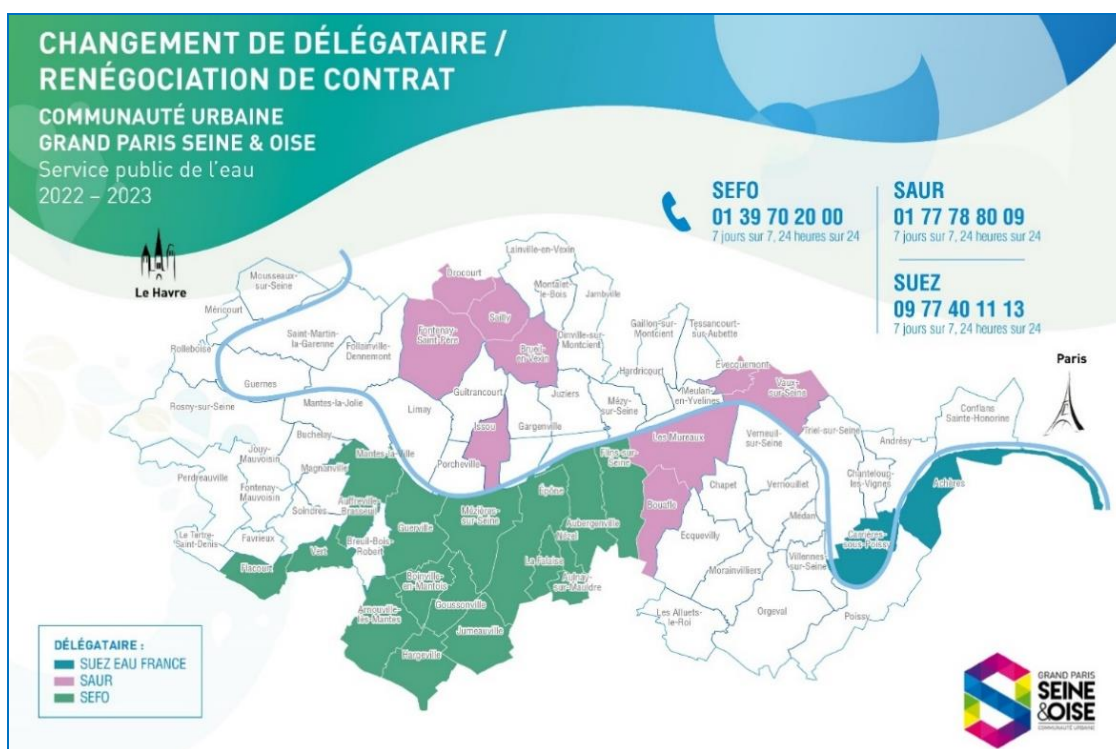 CHANGEMENT DE DÉLÉGATAIRE /
RENÉGOCIATION DE CONTRAT
COMMUNAUTÉ URBAINE
GRAND PARIS SEINE & OISE
Service public de l'eau
2022 – 2023
SEFO
01 39 70 20 00
7 jours sur 7, 24 heures sur 24
SAUR
01 77 78 80 09
7 jours sur 7, 24 heures sur 24
SUEZ
09 77 40 11 13
7 jours sur 7, 24 heures sur 24
Le Havre
Paris
Lainville-en-Vexin
Mousseaux-
sur-Seine
Brocourt
Montalet-
le-Bois
Jambville
Méricourt
Sailly
Saint-Martin-
la-Garenne
Follainville-
Dennemont
Fontenay-
Saint-Père
Brueil-
en-Vexin
Oinville-sur-
Montcient
Gaillon-sur-
Montcient
Tessancourt-
sur-Aubette
Rolleboise
Evecquemont
Vaux-
sur-Seine
Hardricourt
Guernes
Guitrancourt
Juziers
Mézy-
sur-Seine
Meulan-
en-Yvelines
Rosny-sur-Seine
Mantes-la-Jolie
Limay
Issou
Gargenville
Les Mureaux
Verneuil-
sur-Seine
Triel-sur-Seine
Andrésy
Conflans
Sainte-Honorine
Buchelay
Mantes-la-Ville
Porcheville
Flins-sur-
Seine
Jouy-
Mauvoisin
Magnanville
Perdreauville
Fontenay-
Mauvoisin
Auffreville-
Brasseuil
Soindres
Guerville
Mézières-
sur-Seine
Épône
Aubergenville
Nézel
Bouafle
Chapet
Vernouillet
Chanteloup-
les-Vignes
Achères
Médan
Carrières-
sous-Poissy
Le Tertre-
Saint-Denis
Favrieux
Vert
Breuil-Bois-
Robert
Ecquevilly
Villennes-
sur-Seine
Flacourt
Boinville-
en-Mantois
La Falaise
Aulnay-
sur-Mauldre
Morainvilliers
Arnouville-
les-Mantes
Goussonville
Jumeauville
Hargeville
Les Alluets-
le-Roi
Orgeval
Poissy
DÉLÉGATAIRE :
SUEZ EAU FRANCE
SAUR
SEFO
GRAND PARIS
SEINE
&OISE
COMMUNAUTÉ URBAINE